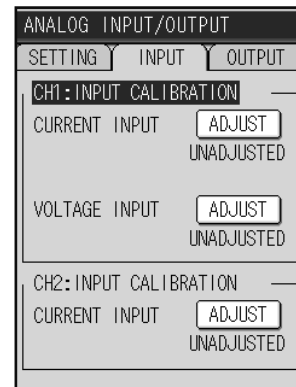 ANALOG INPUT/OUTPUT
SETTING INPUT OUTPUT
CH1:INPUT CALIBRATION
CURRENT INPUT ADJUST
UNADJUSTED
VOLTAGE INPUT ADJUST
UNADJUSTED
CH2:INPUT CALIBRATION
CURRENT INPUT ADJUST
UNADJUSTED